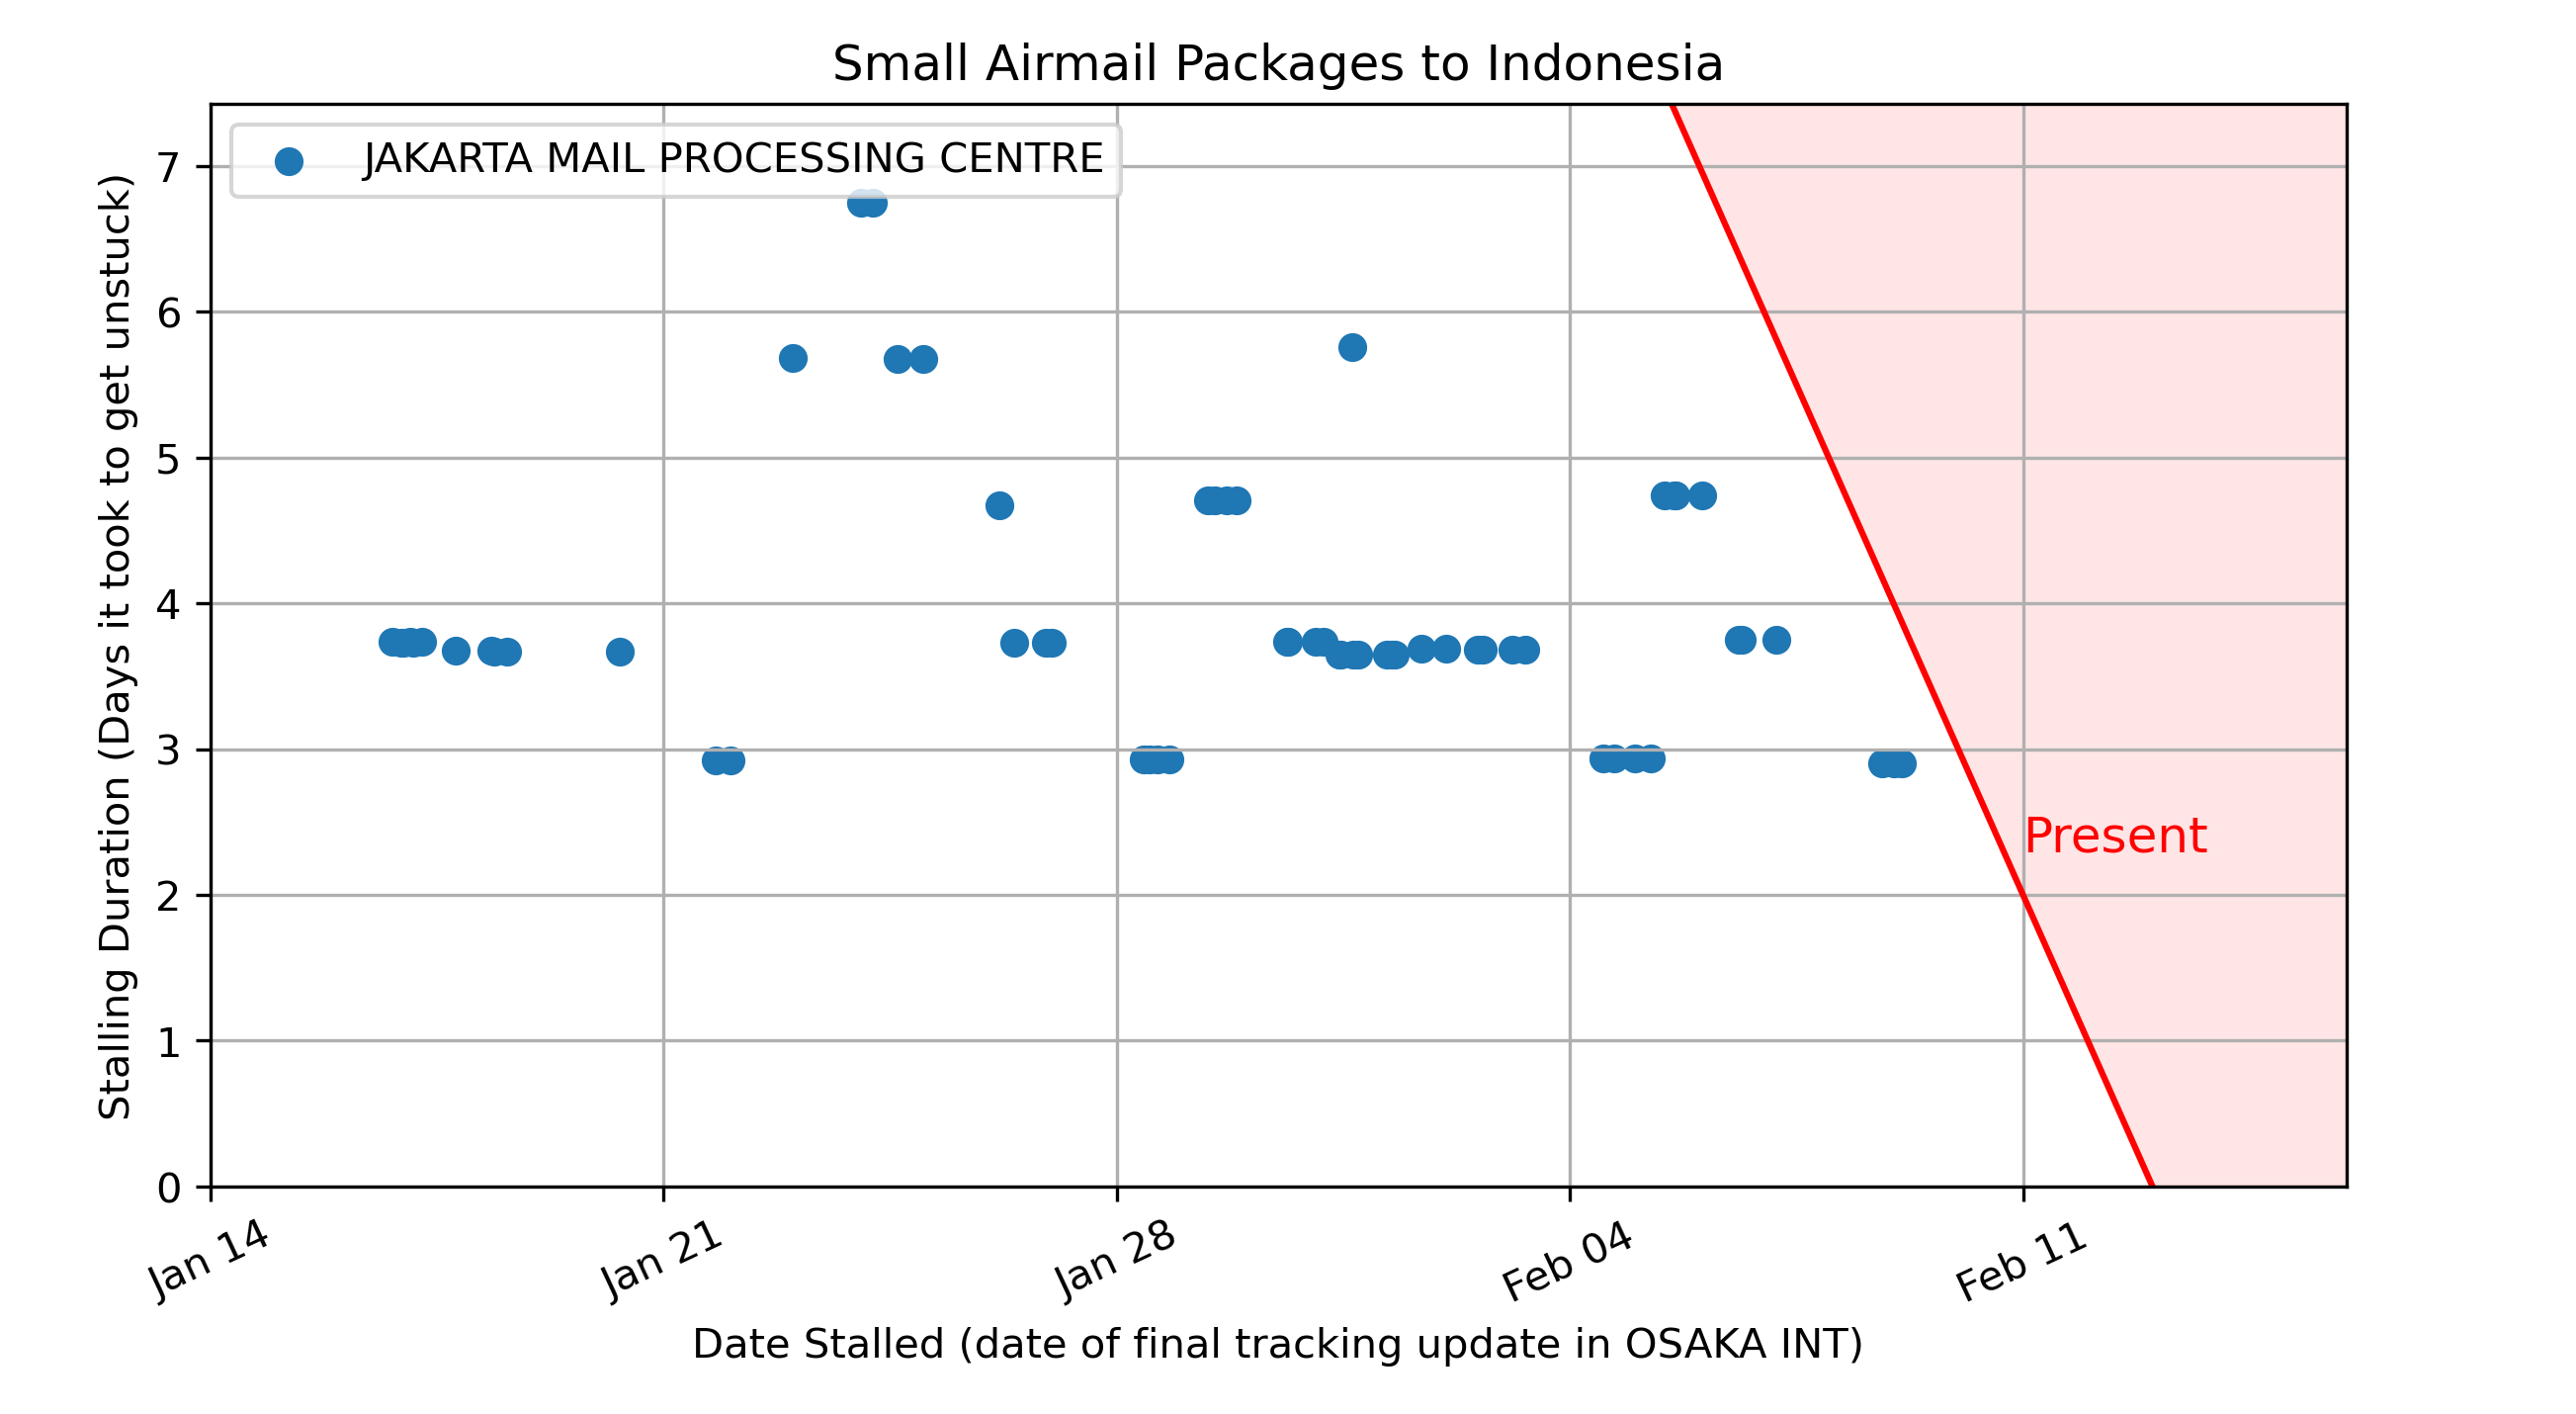 Small Airmail Packages to Indonesia
JAKARTA MAIL PROCESSING CENTRE
Stalling Duration (Days it took to get unstuck)
7
6
5
4
3
2
1
0
Present
Jan 14
Jan 21
Jan 28
Feb 04
Feb 11
Date Stalled (date of final tracking update in OSAKA INT)